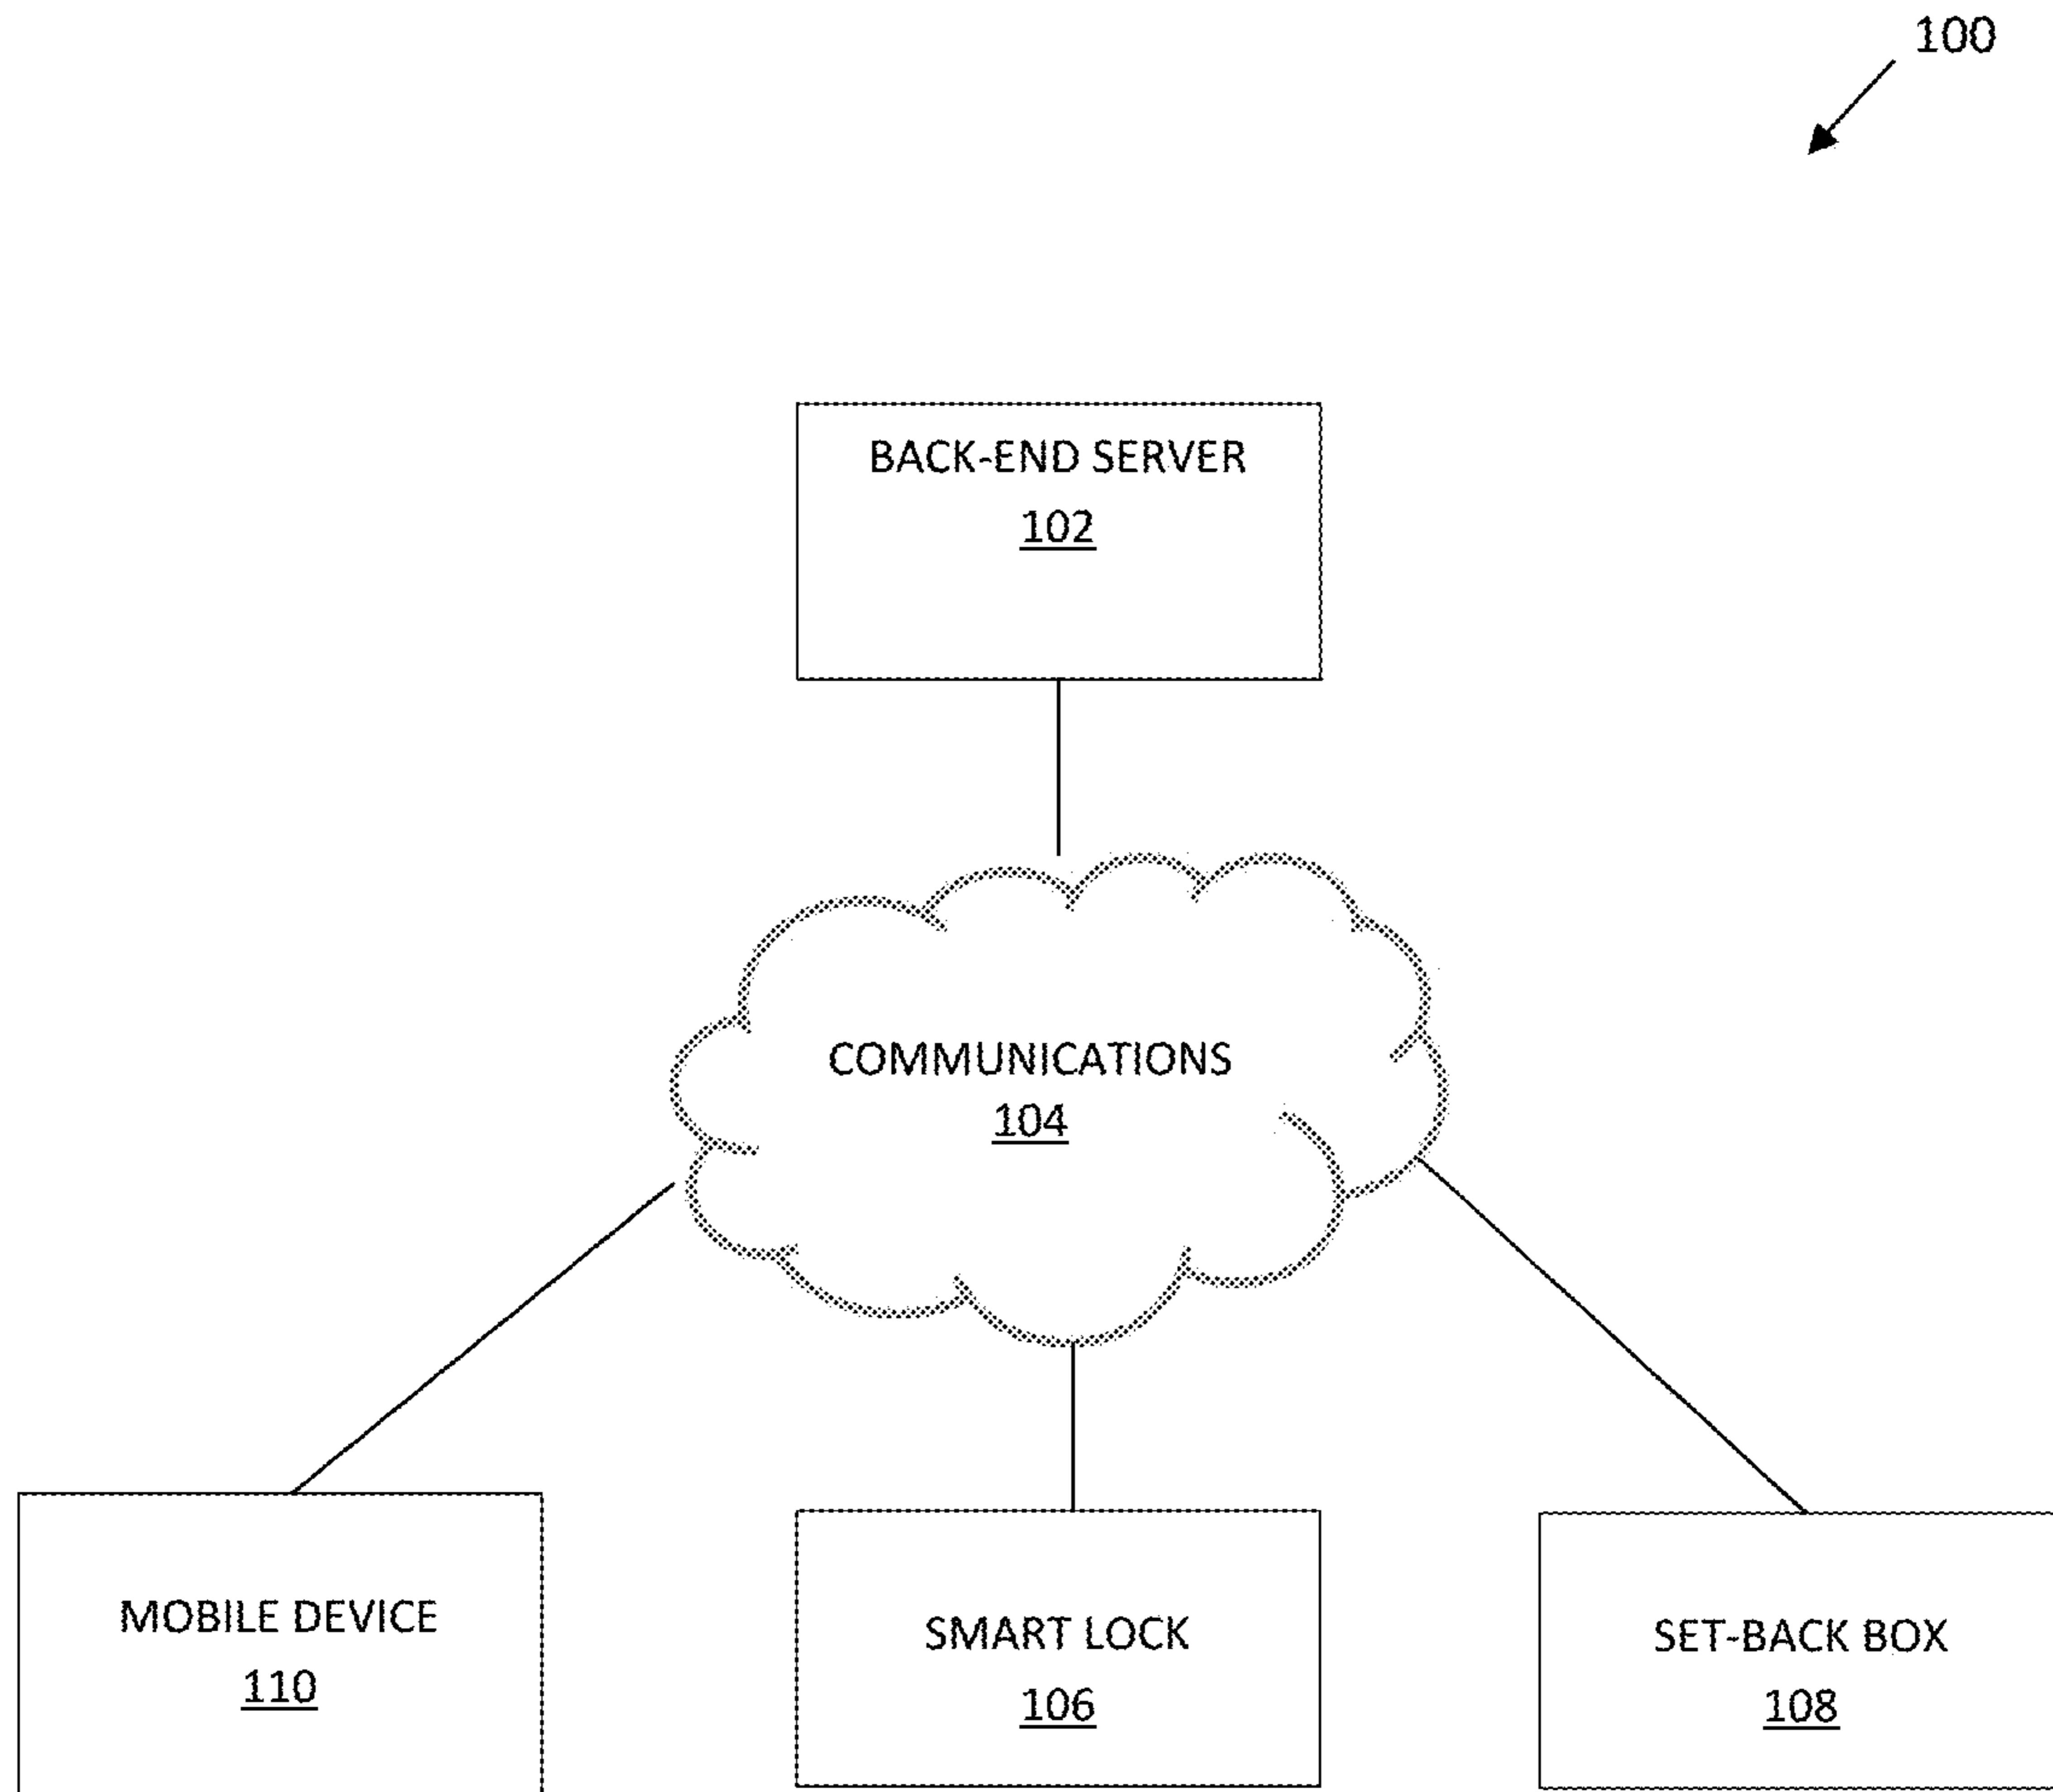 100
BACK-END SERVER
102
COMMUNICATIONS
104
MOBILE DEVICE
110
SMART LOCK
106
SET-BACK BOX
108